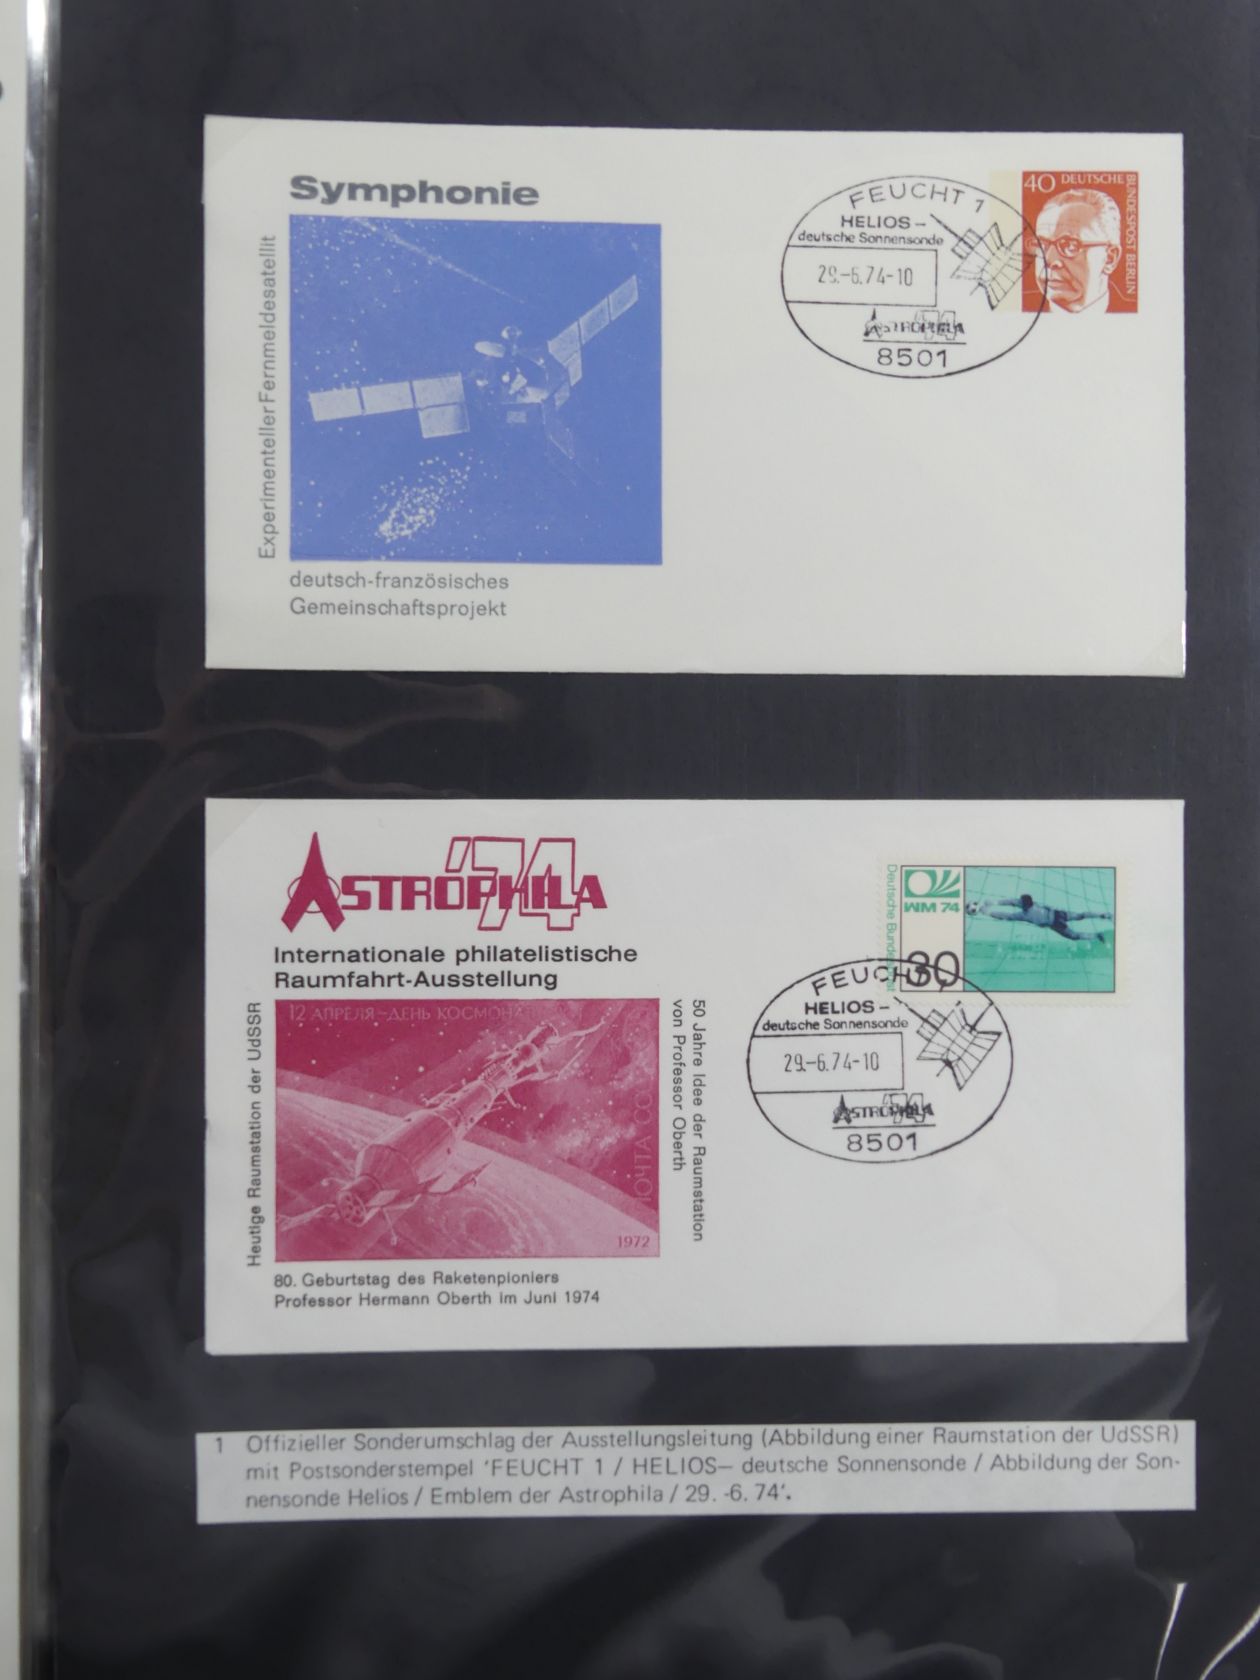 Symphonie
Experimenteller Fernmeldesatellit
deutsch-französisches
Gemeinschaftsprojekt
FEUCHT 1
HELIOS –
deutsche Sonnensonde
29.-6.74-10
ASTROPHILA '74
8501
40 DEUTSCHE
BUNDESPOST BERLIN
ASTROPHILA '74
Internationale philatelistische
Raumfahrt-Ausstellung
Heutige Raumstation der UdSSR
12 АПРЕЛЯ–ДЕНЬ
1972
50 Jahre Idee der Raumstation
von Professor Oberth
80. Geburtstag des Raketenpioniers
Professor Hermann Oberth im Juni 1974
Deutsche
WM 74
30
FEUCHT 1
HELIOS –
deutsche Sonnensonde
29.-6.74-10
ASTROPHILA '74
8501
1 Offizieller Sonderumschlag der Ausstellungsleitung (Abbildung einer Raumstation der UdSSR)
mit Postsonderstempel 'FEUCHT 1 / HELIOS– deutsche Sonnensonde / Abbildung der Son-
nensonde Helios / Emblem der Astrophila / 29. -6. 74'.